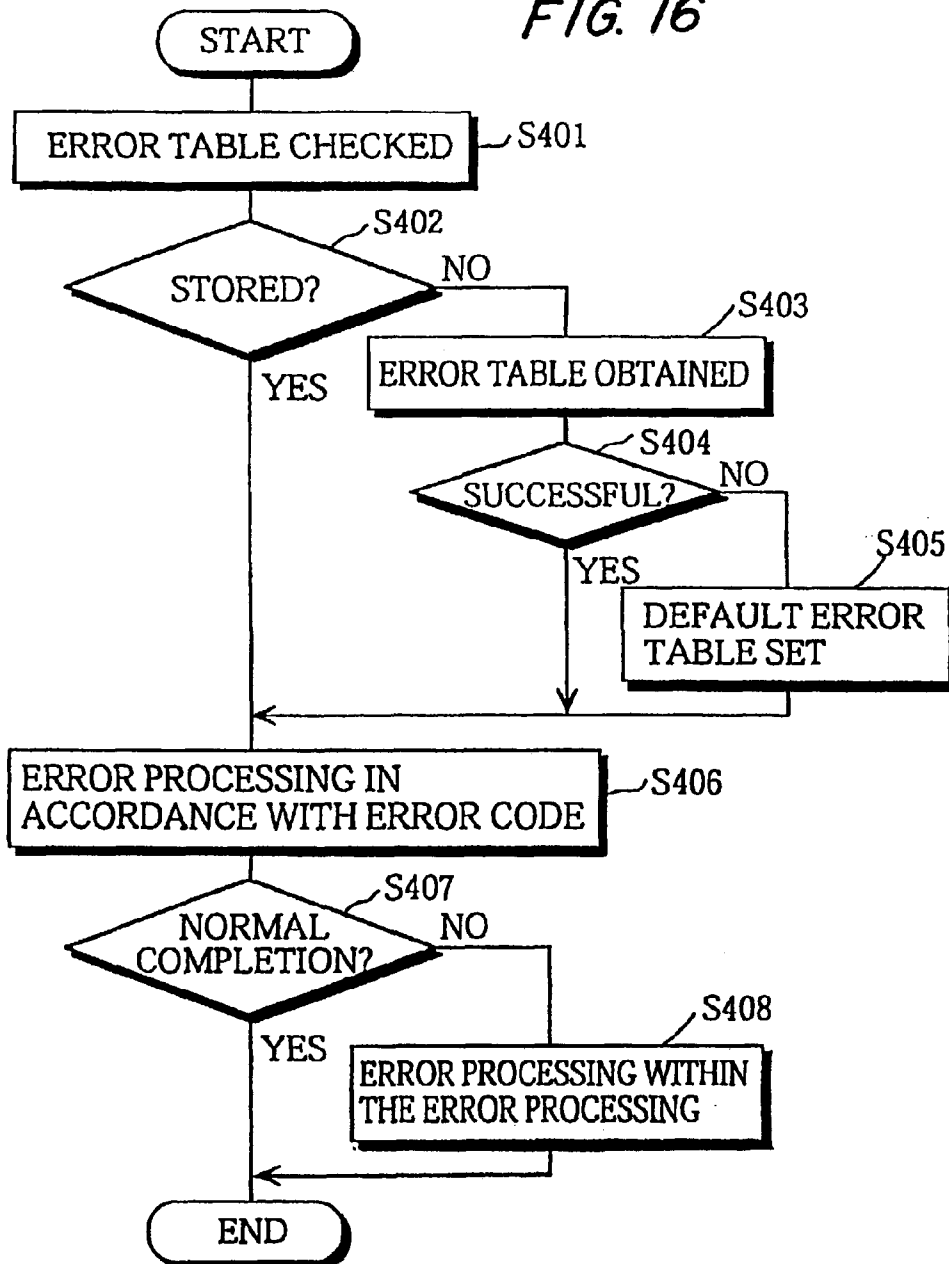 FIG. 16
START
ERROR TABLE CHECKED
S401
S402
STORED?
NO
YES
S403
ERROR TABLE OBTAINED
S404
SUCCESSFUL?
NO
YES
S405
DEFAULT ERROR
TABLE SET
ERROR PROCESSING IN
ACCORDANCE WITH ERROR CODE
S406
S407
NORMAL
COMPLETION?
NO
YES
S408
ERROR PROCESSING WITHIN
THE ERROR PROCESSING
END